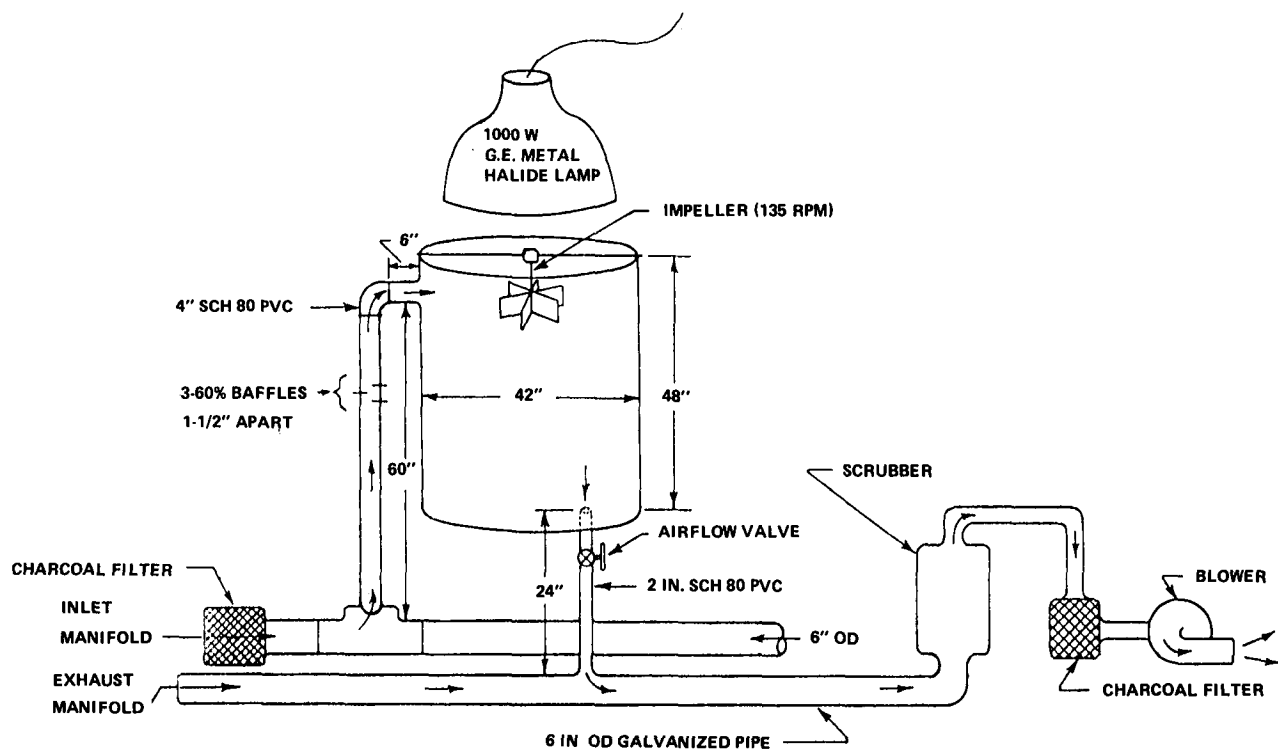 1000 W
G.E. METAL
HALIDE LAMP
IMPELLER (135 RPM)
6"
4" SCH 80 PVC
3-60% BAFFLES
1-1/2" APART
42"
48"
60"
SCRUBBER
AIRFLOW VALVE
CHARCOAL FILTER
24"
2 IN. SCH 80 PVC
BLOWER
INLET
MANIFOLD
6" OD
EXHAUST
MANIFOLD
CHARCOAL FILTER
6 IN OD GALVANIZED PIPE